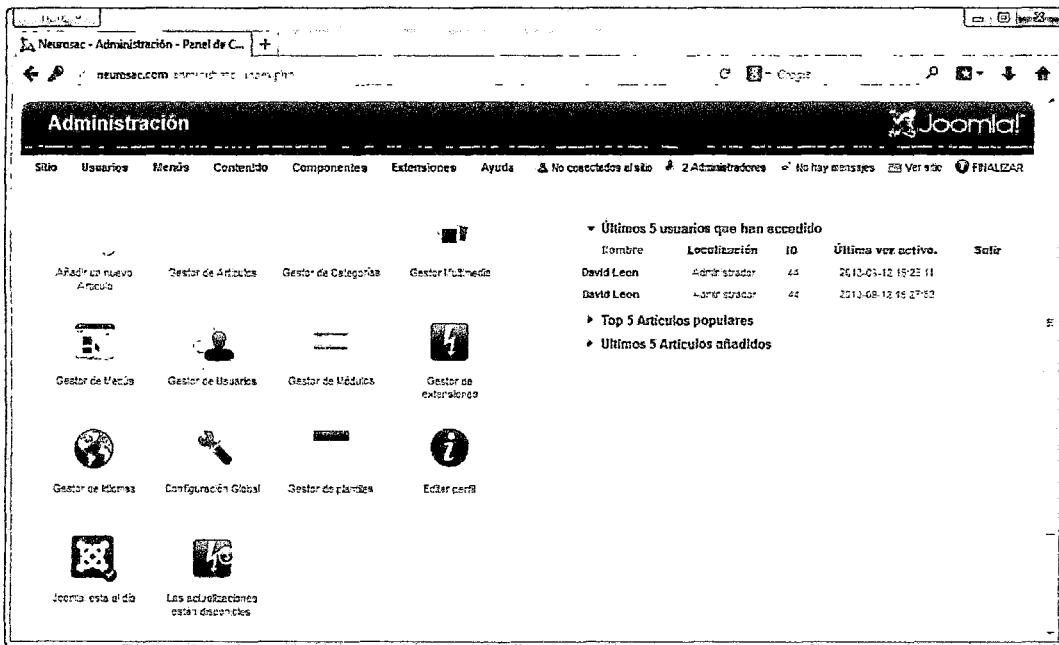 Neurosac - Administración - Panel de C...
neurosac.com
Administración
Joomla!
Sitio Usuarios Menús Contenido Componentes Extensiones Ayuda No conectados al sitio 2 Administradores No hay mensajes Ver sitio FINALIZAR
Últimos 5 usuarios que han accedido
Nombre Localización ID Última vez activo. Salir
David Leon Administrador 44
David Leon Administrador 44
Top 5 Artículos populares
Ultimos 5 Artículos añadidos
Añadir un nuevo Artículo
Gestor de Artículos
Gestor de Categorías
Gestor Multimedia
Gestor de Menús
Gestor de Usuarios
Gestor de Módulos
Gestor de extensiones
Gestor de Idiomas
Configuración Global
Gestor de plantillas
Editar perfil
Joomla! esta al día
Las actualizaciones están disponibles